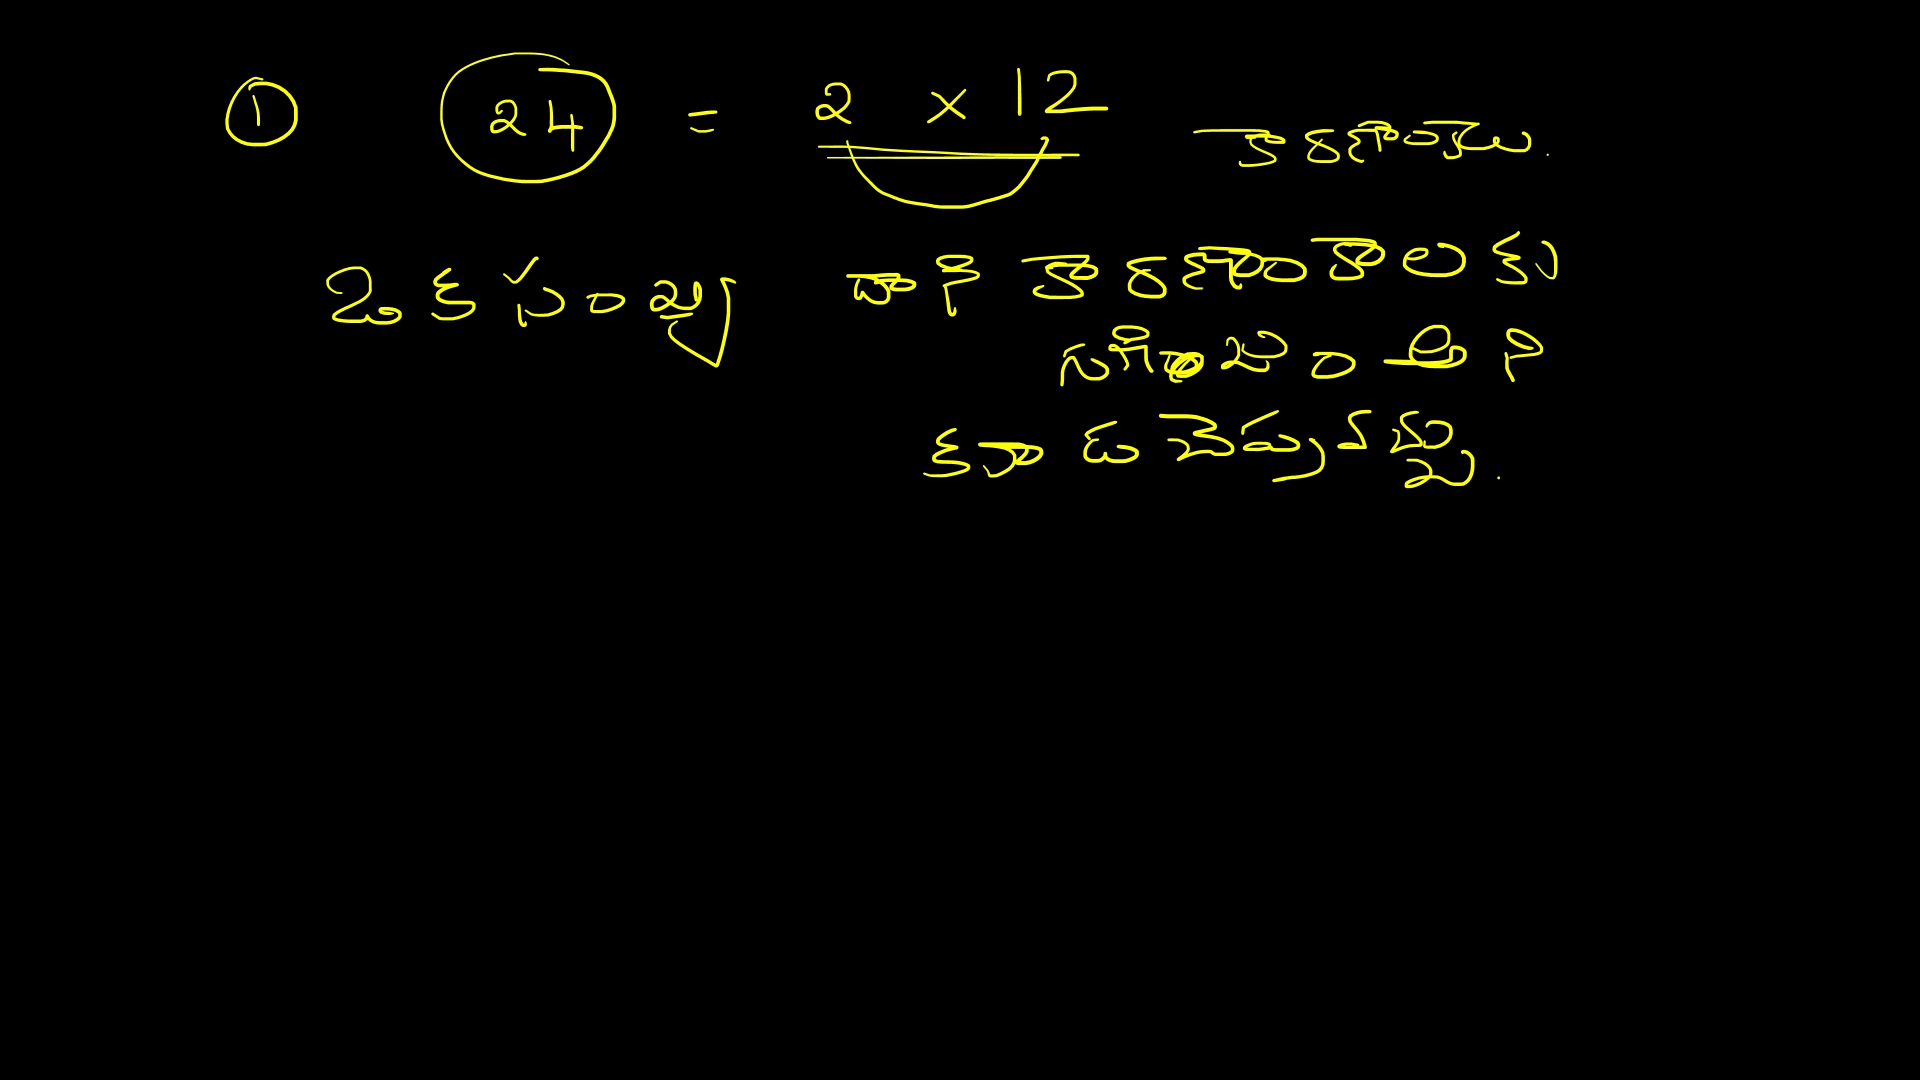 ① 24 = 2 x 12 కారణాంకాలు.
ఒక సంఖ్య దాని కారణాంకాలకు
గుణిజం అని
కూడ చెప్పవచ్చు.